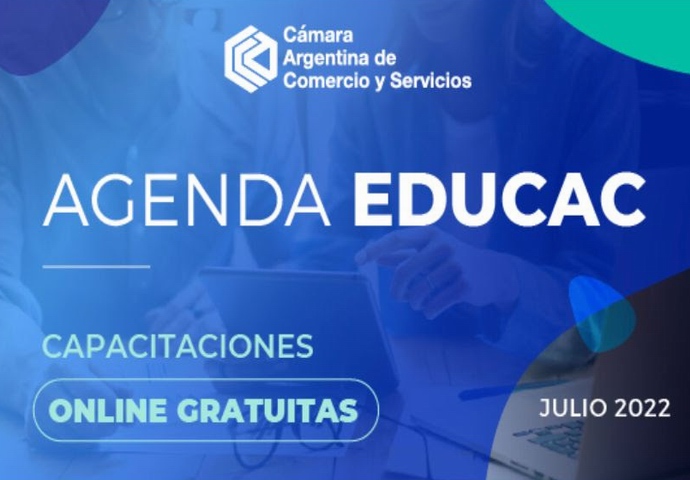 Cámara
Argentina de
Comercio y Servicios
AGENDA EDUCAC
CAPACITACIONES
ONLINE GRATUITAS
JULIO 2022